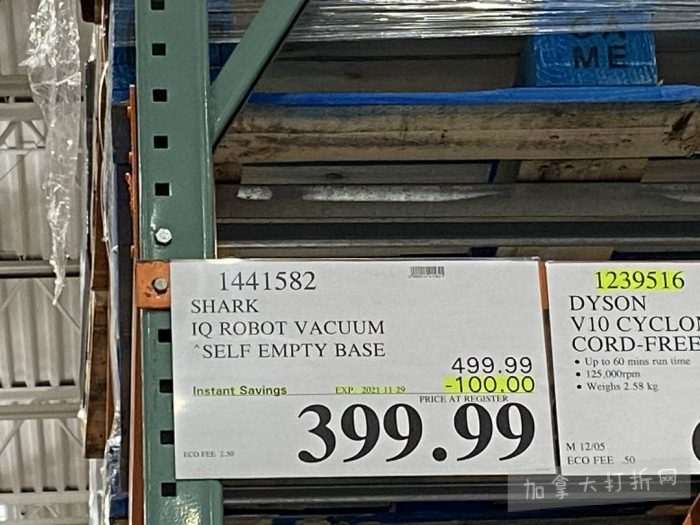 CA
ME
1441582
SHARK
IQ ROBOT VACUUM
^SELF EMPTY BASE
499.99
Instant Savings EXP. 2021 11 29 -100.00
PRICE AT REGISTER
399.99
ECO FEE 2.50
1239516
DYSON
V10 CYCLON
CORD-FREE
• Up to 60 mins run time
• 125,000rpm
• Weighs 2.58 kg
M 12/05
ECO FEE .50
加拿大打折网